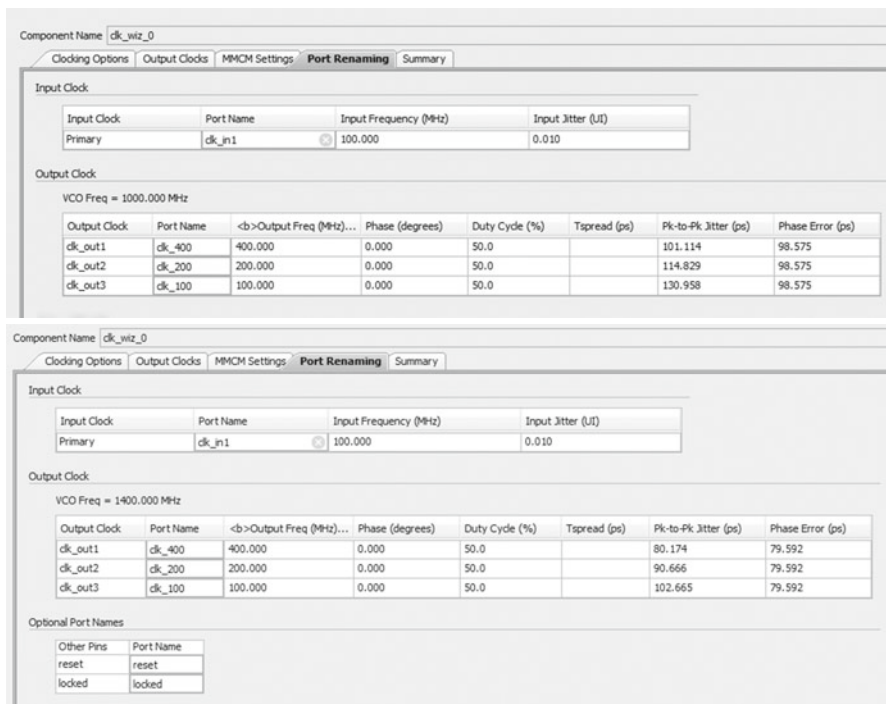 Component Name clk_wiz_0
Clocking Options Output Clocks MMCM Settings Port Renaming Summary
Input Clock
Input Clock Port Name Input Frequency (MHz) Input Jitter (UI)
Primary clk_in1 100.000 0.010
Output Clock
VCO Freq = 1000.000 MHz
Output Clock Port Name <b>Output Freq (MHz)... Phase (degrees) Duty Cycle (%) Tspread (ps) Pk-to-Pk Jitter (ps) Phase Error (ps)
clk_out1 clk_400 400.000 0.000 50.0 101.114 98.575
clk_out2 clk_200 200.000 0.000 50.0 114.829 98.575
clk_out3 clk_100 100.000 0.000 50.0 130.958 98.575
Component Name clk_wiz_0
Clocking Options Output Clocks MMCM Settings Port Renaming Summary
Input Clock
Input Clock Port Name Input Frequency (MHz) Input Jitter (UI)
Primary clk_in1 100.000 0.010
Output Clock
VCO Freq = 1400.000 MHz
Output Clock Port Name <b>Output Freq (MHz)... Phase (degrees) Duty Cycle (%) Tspread (ps) Pk-to-Pk Jitter (ps) Phase Error (ps)
clk_out1 clk_400 400.000 0.000 50.0 80.174 79.592
clk_out2 clk_200 200.000 0.000 50.0 90.666 79.592
clk_out3 clk_100 100.000 0.000 50.0 102.665 79.592
Optional Port Names
Other Pins Port Name
reset reset
locked locked